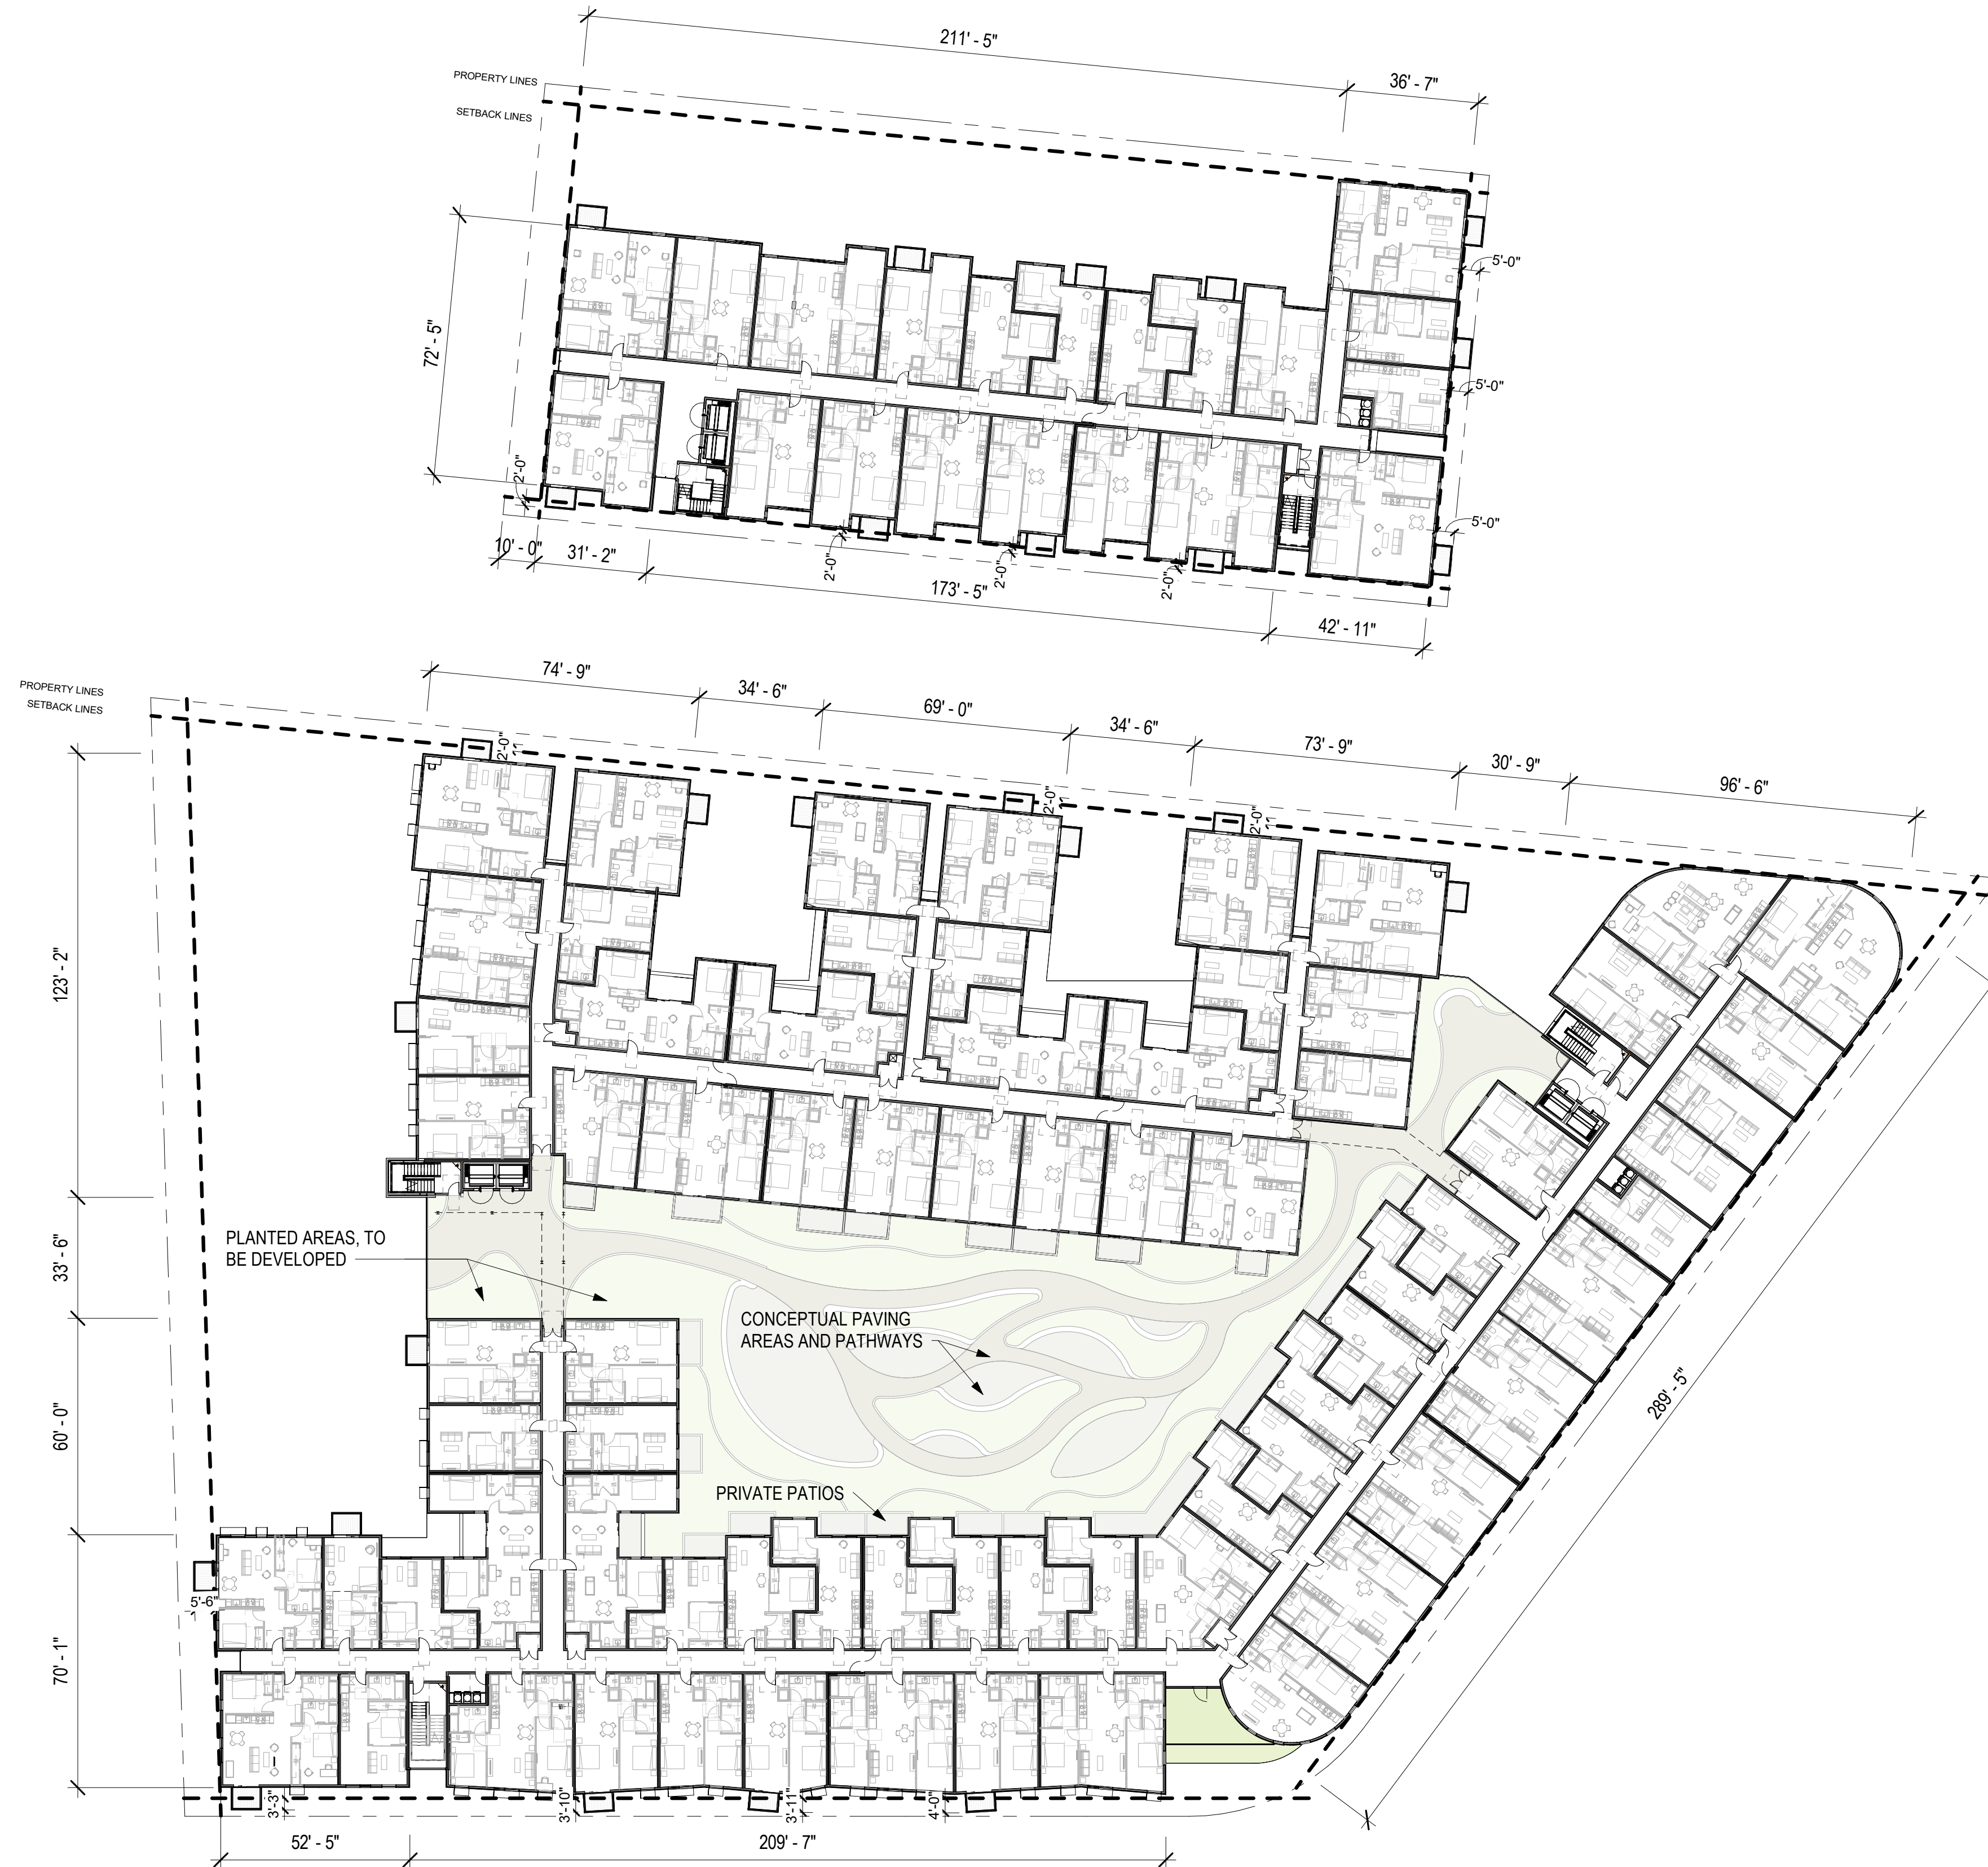 211' - 5"
36' - 7"
PROPERTY LINES
SETBACK LINES
5'-0"
72' - 5"
5'-0"
2'-0"
5'-0"
10' - 0"
31' - 2"
2'-0"
2'-0"
2'-0"
173' - 5"
42' - 11"
74' - 9"
34' - 6"
69' - 0"
34' - 6"
73' - 9"
30' - 9"
96' - 6"
PROPERTY LINES
SETBACK LINES
2'-0"
2'-0"
2'-0"
123' - 2"
33' - 6"
PLANTED AREAS, TO
BE DEVELOPED
CONCEPTUAL PAVING
AREAS AND PATHWAYS
289' - 5"
60' - 0"
PRIVATE PATIOS
5'-6"
70' - 1"
3'-3"
3'-10"
3'-11"
4'-0"
52' - 5"
209' - 7"